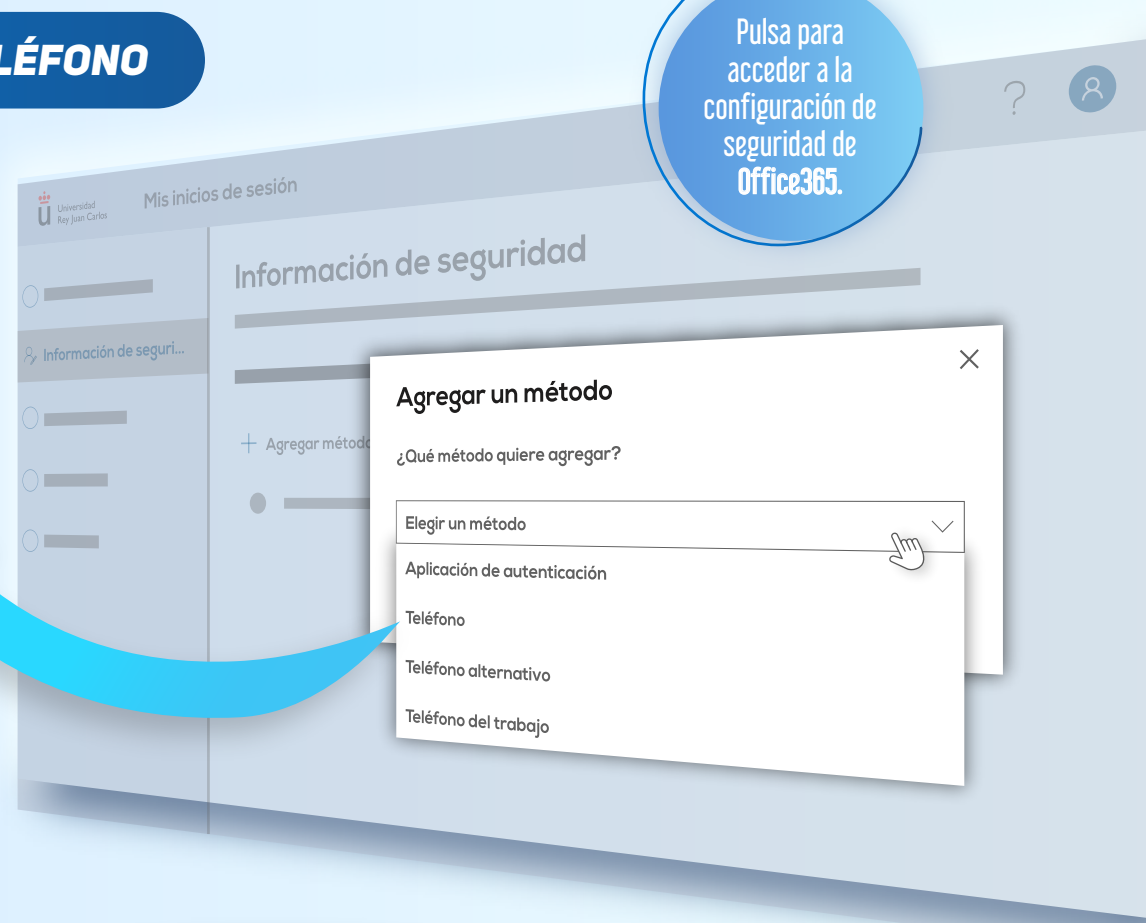 LÉFONO
Pulsa para
acceder a la
configuración de
seguridad de
Office365.
?
Universidad
Rey Juan Carlos
Mis inicios de sesión
Información de seguridad
Información de seguri...
Agregar un método
+ Agregar método
¿Qué método quiere agregar?
Elegir un método
Aplicación de autenticación
Teléfono
Teléfono alternativo
Teléfono del trabajo